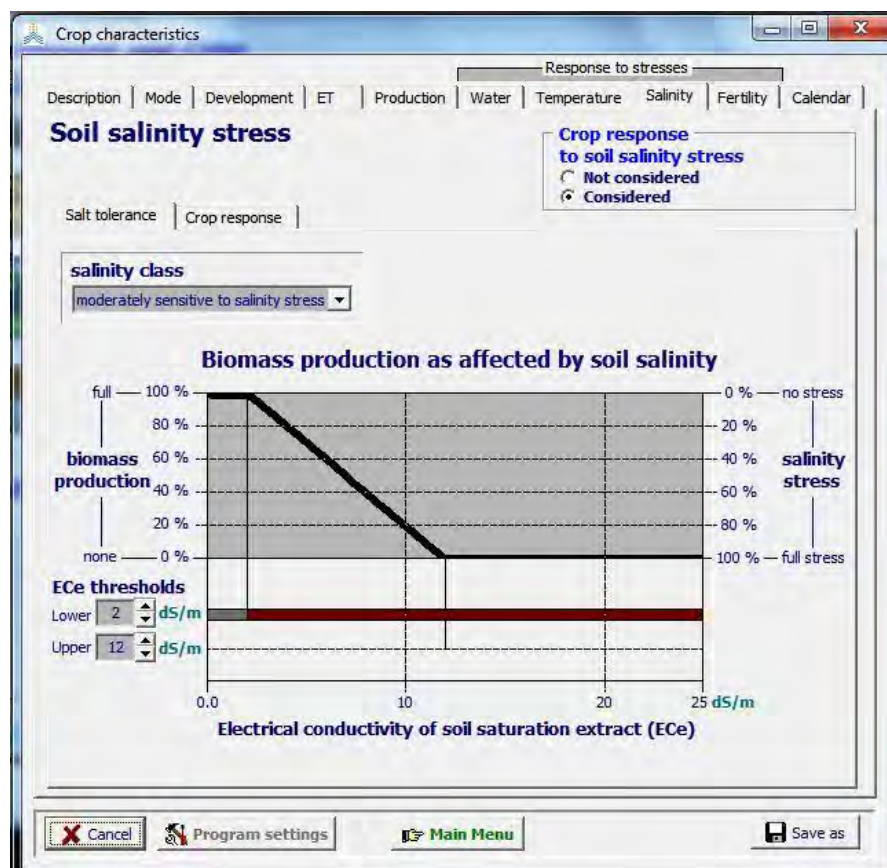 Crop characteristics
Response to stresses
Description Mode Development ET Production Water Temperature Salinity Fertility Calendar
Soil salinity stress
Crop response
to soil salinity stress
Not considered
Considered
Salt tolerance Crop response
salinity class
moderately sensitive to salinity stress
Biomass production as affected by soil salinity
full 100 % 0 % no stress
80 % 20 %
biomass 60 % 40 % salinity
production 40 % 60 % stress
20 % 80 %
none 0 % 100 % full stress
ECe thresholds
Lower 2 dS/m
Upper 12 dS/m
0.0 10 20 25 dS/m
Electrical conductivity of soil saturation extract (ECe)
Cancel Program settings Main Menu Save as